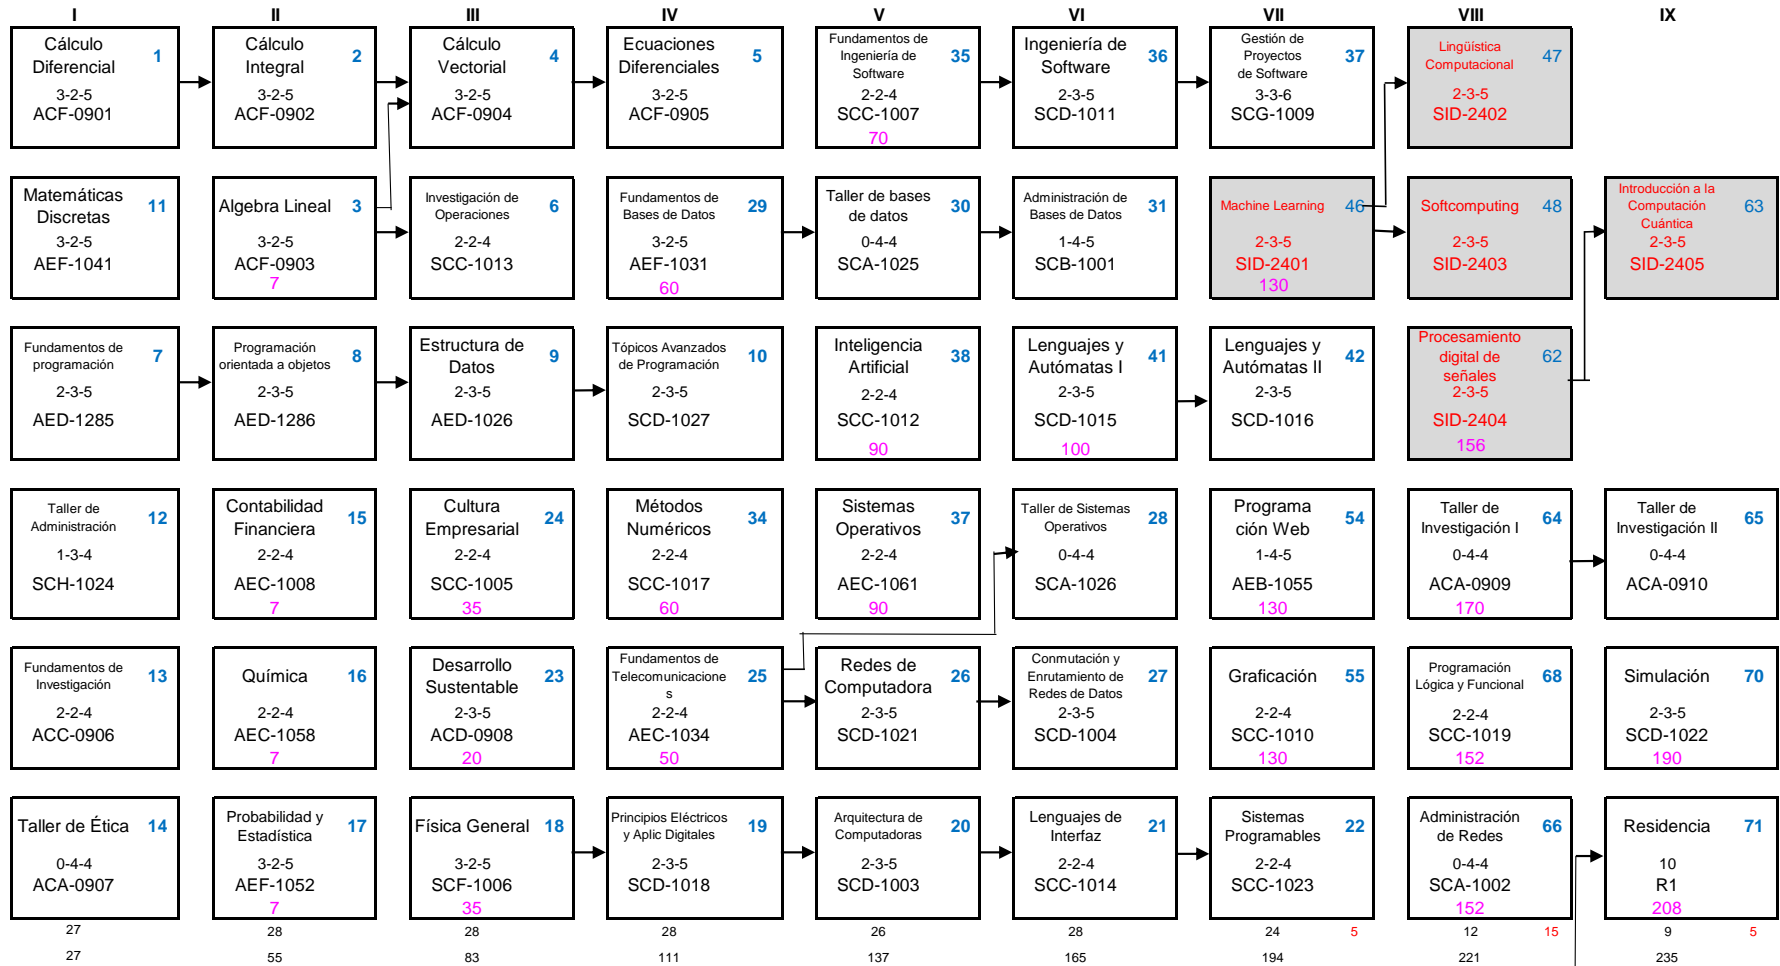 I II III IV V VI VII VIII IX
Cálculo
Diferencial
1
3-2-5
ACF-0901
Cálculo
Integral
2
3-2-5
ACF-0902
Cálculo
Vectorial
4
3-2-5
ACF-0904
Ecuaciones
Diferenciales
5
3-2-5
ACF-0905
Fundamentos de
Ingeniería de
Software
35
2-2-4
SCC-1007
70
Ingeniería de
Software
36
2-3-5
SCD-1011
Gestión de
Proyectos
de Software
37
3-3-6
SCG-1009
Lingüística
Computacional
47
2-3-5
SID-2402
Matemáticas
Discretas
11
3-2-5
AEF-1041
Algebra Lineal
3
3-2-5
ACF-0903
7
Investigación de
Operaciones
6
2-2-4
SCC-1013
Fundamentos de
Bases de Datos
29
3-2-5
AEF-1031
60
Taller de bases
de datos
30
0-4-4
SCA-1025
Administración de
Bases de Datos
31
1-4-5
SCB-1001
Machine Learning
46
2-3-5
SID-2401
130
Softcomputing
48
2-3-5
SID-2403
Introducción a la
Computación
Cuántica
63
2-3-5
SID-2405
Fundamentos de
programación
7
2-3-5
AED-1285
Programación
orientada a objetos
8
2-3-5
AED-1286
Estructura de
Datos
9
2-3-5
AED-1026
Tópicos Avanzados
de Programación
10
2-3-5
SCD-1027
Inteligencia
Artificial
38
2-2-4
SCC-1012
90
Lenguajes y
Autómatas I
41
2-3-5
SCD-1015
100
Lenguajes y
Autómatas II
42
2-3-5
SCD-1016
Procesamiento
digital de
señales
62
2-3-5
SID-2404
156
Taller de
Administración
12
1-3-4
SCH-1024
Contabilidad
Financiera
15
2-2-4
AEC-1008
7
Cultura
Empresarial
24
2-2-4
SCC-1005
35
Métodos
Numéricos
34
2-2-4
SCC-1017
60
Sistemas
Operativos
37
2-2-4
AEC-1061
90
Taller de Sistemas
Operativos
28
0-4-4
SCA-1026
Programa
ción Web
54
1-4-5
AEB-1055
130
Taller de
Investigación I
64
0-4-4
ACA-0909
170
Taller de
Investigación II
65
0-4-4
ACA-0910
Fundamentos de
Investigación
13
2-2-4
ACC-0906
Química
16
2-2-4
AEC-1058
7
Desarrollo
Sustentable
23
2-3-5
ACD-0908
20
Fundamentos de
Telecomunicacione
s
25
2-2-4
AEC-1034
50
Redes de
Computadora
26
2-3-5
SCD-1021
Conmutación y
Enrutamiento de
Redes de Datos
27
2-3-5
SCD-1004
Graficación
55
2-2-4
SCC-1010
130
Programación
Lógica y Funcional
68
2-2-4
SCC-1019
152
Simulación
70
2-3-5
SCD-1022
190
Taller de Ética
14
0-4-4
ACA-0907
Probabilidad y
Estadística
17
3-2-5
AEF-1052
7
Física General
18
3-2-5
SCF-1006
35
Principios Eléctricos
y Aplic Digitales
19
2-3-5
SCD-1018
Arquitectura de
Computadoras
20
2-3-5
SCD-1003
Lenguajes de
Interfaz
21
2-2-4
SCC-1014
Sistemas
Programables
22
2-2-4
SCC-1023
Administración
de Redes
66
0-4-4
SCA-1002
152
Residencia
71
10
R1
208
27 28 28 28 26 28 24 5 12 15 9 5
27 55 83 111 137 165 194 221 235